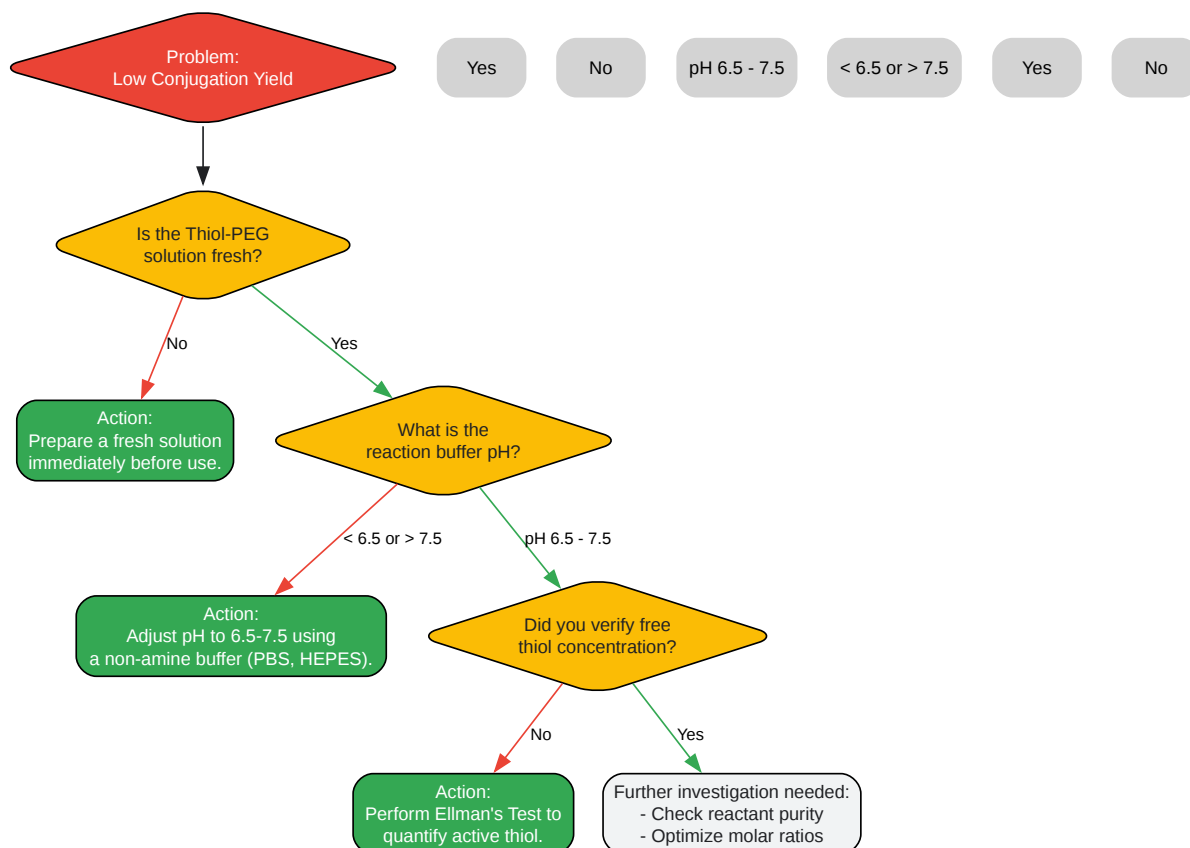 Problem:
Low Conjugation Yield
Yes
No
pH 6.5 - 7.5
< 6.5 or > 7.5
Yes
No
Is the Thiol-PEG
solution fresh?
No
Yes
Action:
Prepare a fresh solution
immediately before use.
What is the
reaction buffer pH?
< 6.5 or > 7.5
pH 6.5 - 7.5
Action:
Adjust pH to 6.5-7.5 using
a non-amine buffer (PBS, HEPES).
Did you verify free
thiol concentration?
No
Yes
Action:
Perform Ellman's Test to
quantify active thiol.
Further investigation needed:
- Check reactant purity
- Optimize molar ratios